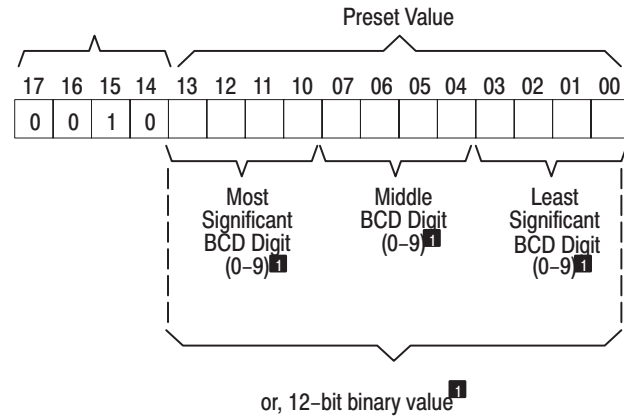 Preset Value
17 16 15 14 13 12 11 10 07 06 05 04 03 02 01 00
0 0 1 0
Most
Significant
BCD Digit
(0–9) 1
Middle
BCD Digit
(0–9) 1
Least
Significant
BCD Digit
(0–9) 1
or, 12–bit binary value 1